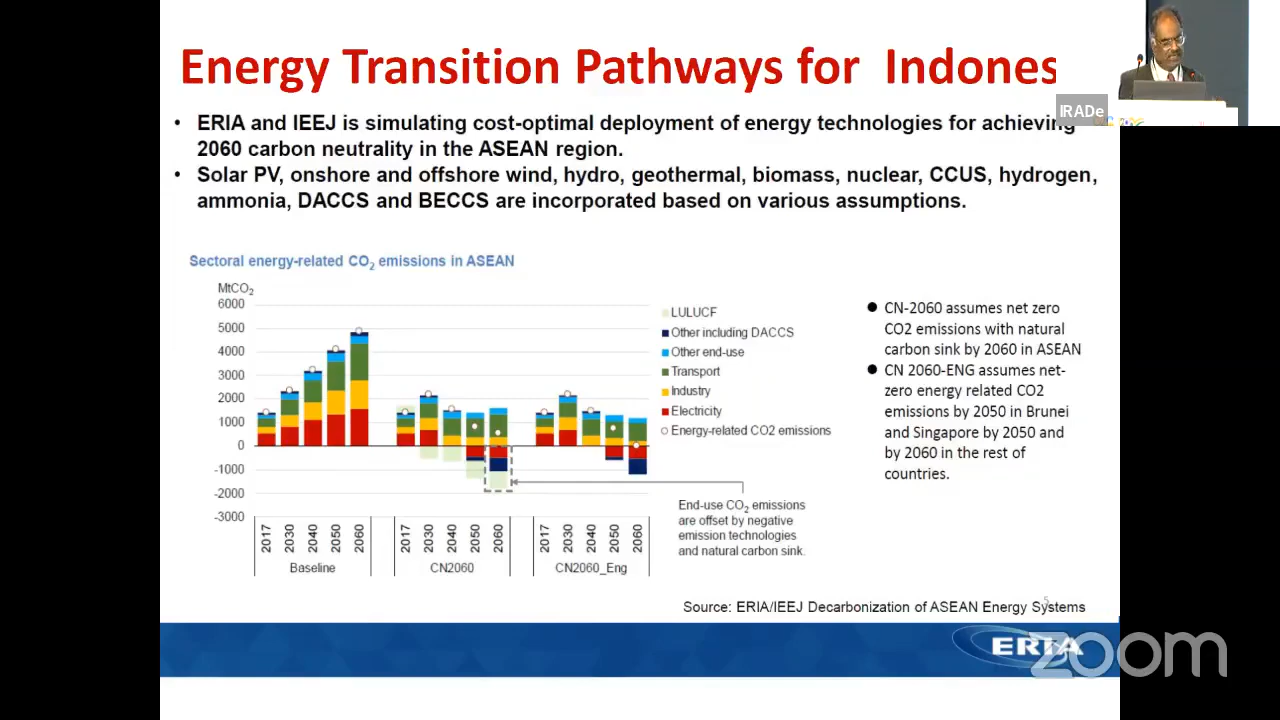 Energy Transition Pathways for Indones
IRADe
• ERIA and IEEJ is simulating cost-optimal deployment of energy technologies for achieving
2060 carbon neutrality in the ASEAN region.
• Solar PV, onshore and offshore wind, hydro, geothermal, biomass, nuclear, CCUS, hydrogen,
ammonia, DACCS and BECCS are incorporated based on various assumptions.
Sectoral energy-related CO₂ emissions in ASEAN
MtCO₂
6000
5000
4000
3000
2000
1000
0
-1000
-2000
-3000
2017 2030 2040 2050 2060 2017 2030 2040 2050 2060 2017 2030 2040 2050 2060
Baseline CN2060 CN2060_Eng
LULUCF
Other including DACCS
Other end-use
Transport
Industry
Electricity
Energy-related CO2 emissions
End-use CO₂ emissions
are offset by negative
emission technologies
and natural carbon sink.
● CN-2060 assumes net zero
CO2 emissions with natural
carbon sink by 2060 in ASEAN
● CN 2060-ENG assumes net-
zero energy related CO2
emissions by 2050 in Brunei
and Singapore by 2050 and
by 2060 in the rest of
countries.
5
Source: ERIA/IEEJ Decarbonization of ASEAN Energy Systems
ERIA
zoom